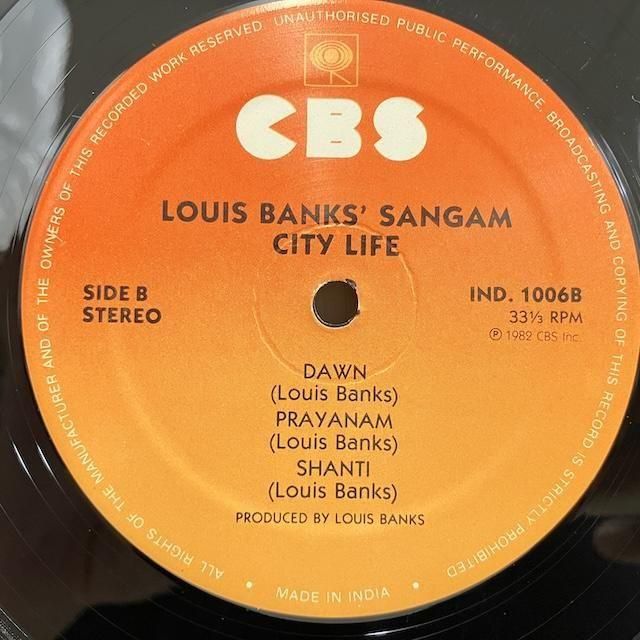 ALL RIGHTS OF THE MANUFACTURER AND OF THE OWNERS OF THIS RECORDED WORK RESERVED. UNAUTHORISED PUBLIC PERFORMANCE, BROADCASTING AND COPYING OF THIS RECORD IS STRICTLY PROHIBITED
CBS
LOUIS BANKS' SANGAM
CITY LIFE
SIDE B
STEREO
IND. 1006B
33⅓ RPM
℗ 1982 CBS Inc.
DAWN
(Louis Banks)
PRAYANAM
(Louis Banks)
SHANTI
(Louis Banks)
PRODUCED BY LOUIS BANKS
• MADE IN INDIA •